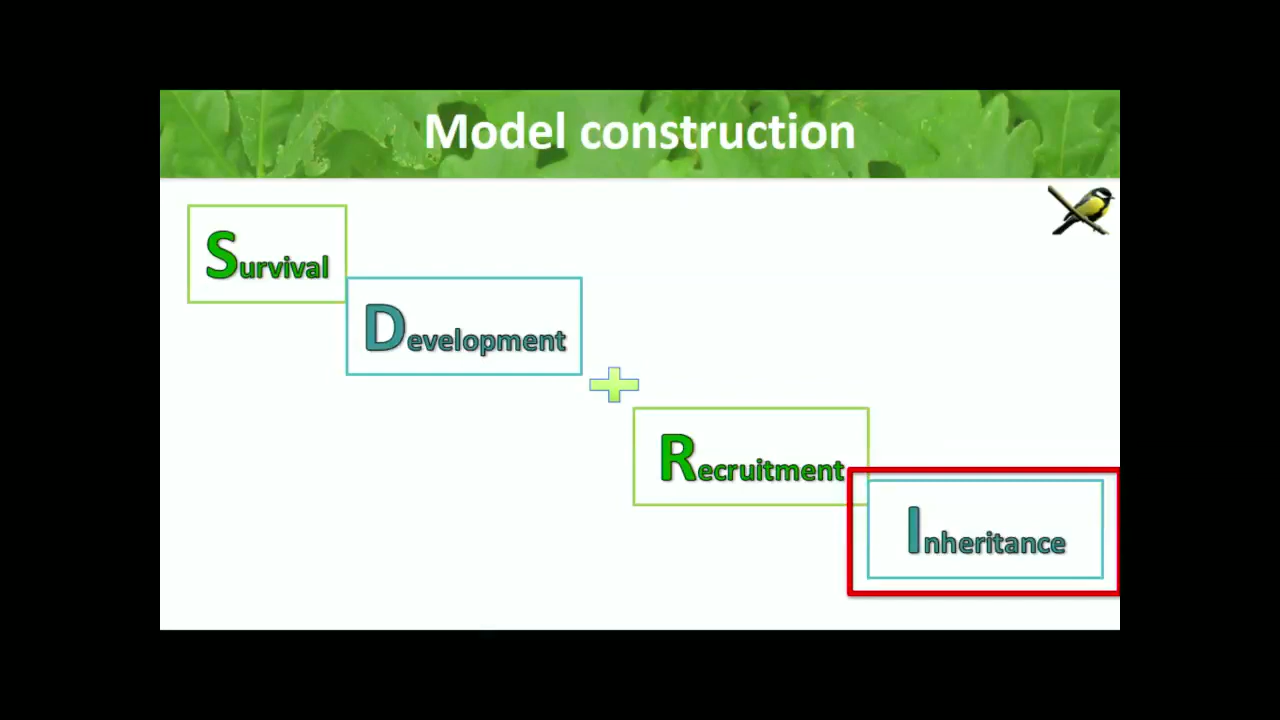 Model construction
Survival
Development
Recruitment
Inheritance